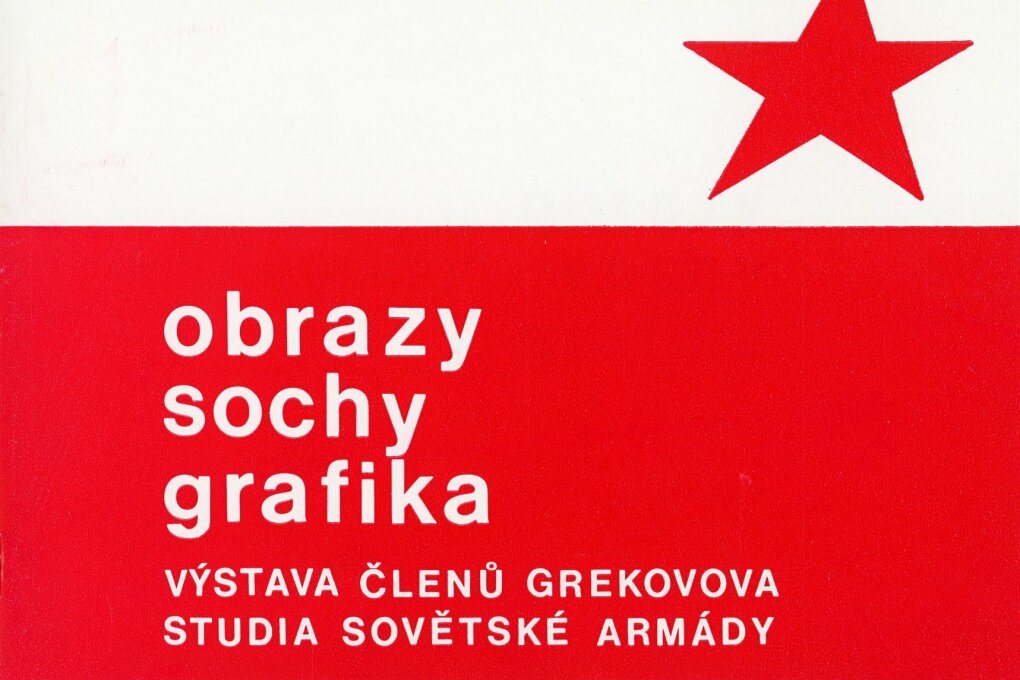 obrazy
sochy
grafika
VÝSTAVA ČLENŮ GREKOVOVA
STUDIA SOVĚTSKÉ ARMÁDY